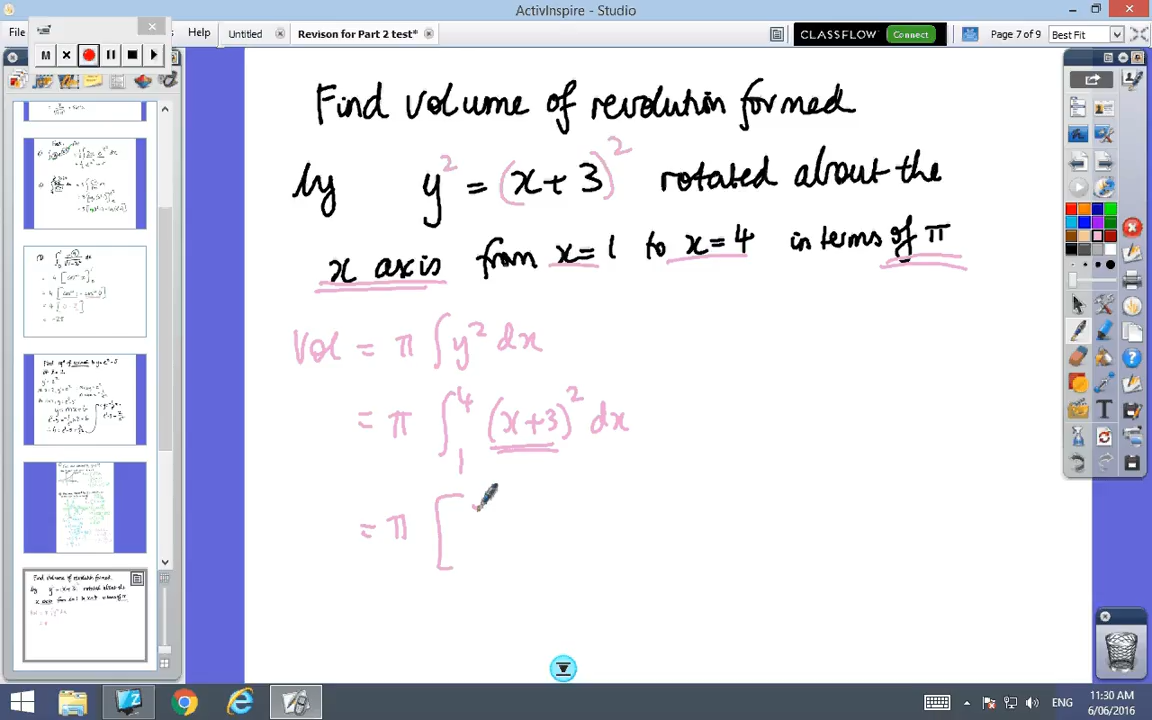 ActivInspire - Studio
File
Help
Untitled
Revison for Part 2 test*
CLASSFLOW
Connect
Page 7 of 9
Best Fit
M
Find volume of revolution formed
by y² = (x+3)² rotated about the
x axis from x=1 to x=4 in terms of π
Vol = π ∫ y² dx
= π ∫₁⁴ (x+3)² dx
= π [
ENG
11:30 AM
6/06/2016